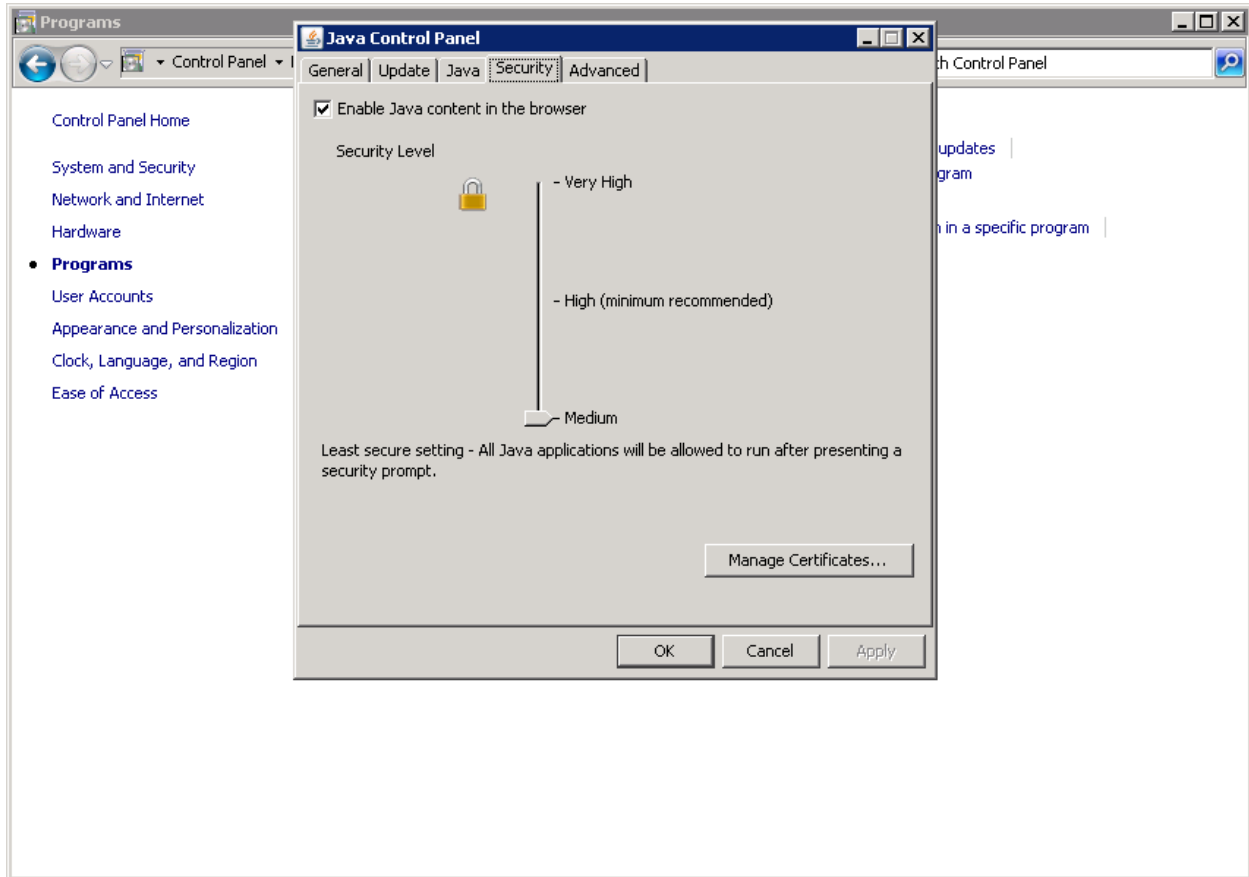 Programs
Java Control Panel
Control Panel
h Control Panel
General Update Java Security Advanced
Enable Java content in the browser
Control Panel Home
System and Security
Network and Internet
Hardware
Programs
User Accounts
Appearance and Personalization
Clock, Language, and Region
Ease of Access
Security Level
- Very High
- High (minimum recommended)
- Medium
Least secure setting - All Java applications will be allowed to run after presenting a
security prompt.
Manage Certificates...
OK Cancel Apply
updates
gram
in a specific program